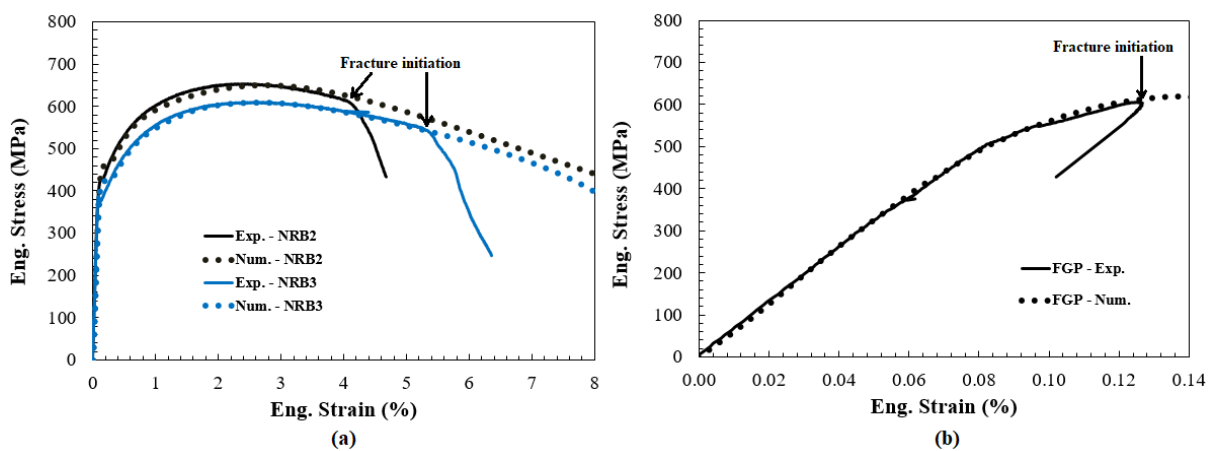 800
700
600
500
400
300
200
100
0
Eng. Stress (MPa)
Fracture initiation
Exp. - NRB2
Num. - NRB2
Exp. - NRB3
Num. - NRB3
0 1 2 3 4 5 6 7 8
Eng. Strain (%)
(a)
800
700
600
500
400
300
200
100
0
Eng. Stress (MPa)
Fracture initiation
FGP - Exp.
FGP - Num.
0.00 0.02 0.04 0.06 0.08 0.10 0.12 0.14
Eng. Strain (%)
(b)